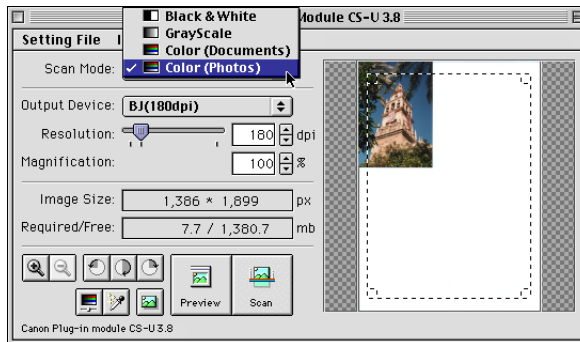 Module CS-U 3.8
Black & White
GrayScale
Color (Documents)
Color (Photos)
Setting File
Scan Mode:
Output Device: BJ(180dpi)
Resolution: 180 dpi
Magnification: 100 %
Image Size: 1,386 * 1,899 px
Required/Free: 7.7 / 1,380.7 mb
Preview Scan
Canon Plug-in module CS-U 3.8